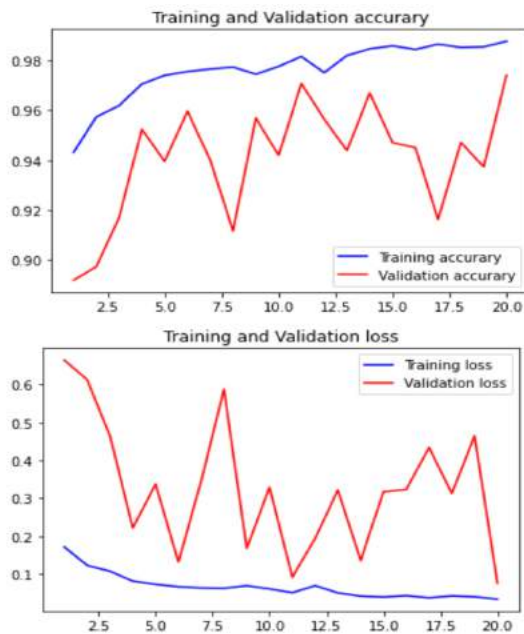 Training and Validation accurary
0.98
0.96
0.94
0.92
0.90
Training accurary
Validation accurary
2.5 5.0 7.5 10.0 12.5 15.0 17.5 20.0
Training and Validation loss
Training loss
Validation loss
0.6
0.5
0.4
0.3
0.2
0.1
2.5 5.0 7.5 10.0 12.5 15.0 17.5 20.0